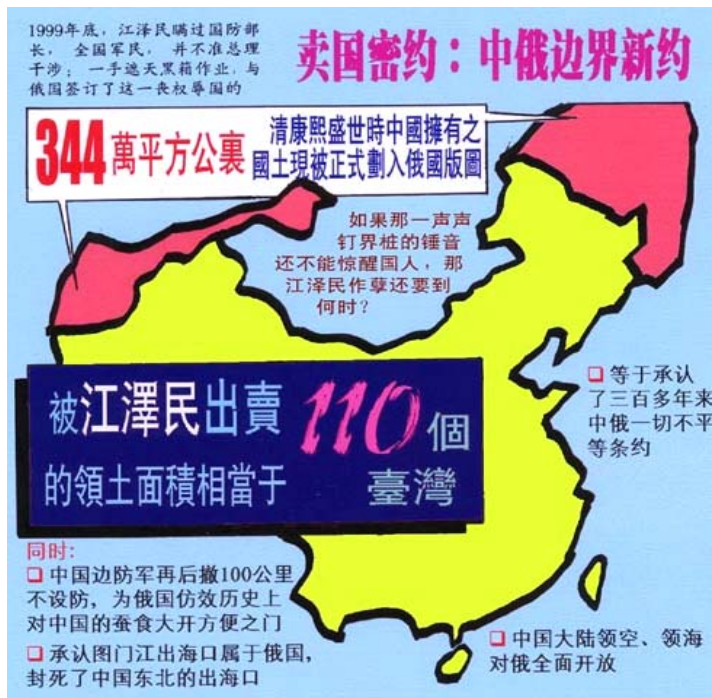 1999年底，江泽民瞒过国防部
长， 全国军民， 并不准总理
干涉； 一手遮天黑箱作业，与
俄国签订了这一丧权辱国的
卖国密约：中俄边界新约
344萬平方公裏
清康熙盛世時中國擁有之
國土現被正式劃入俄國版圖
如果那一声声
钉界桩的锤音
还不能惊醒国人，那
江泽民作孽还要到
何时？
被江澤民出賣110個
的領土面積相當于臺灣
等于承认
了三百多年来
中俄一切不平
等条约
同时：
中国边防军再后撤100公里
不设防，为俄国仿效历史上
对中国的蚕食大开方便之门
承认图门江出海口属于俄国，
封死了中国东北的出海口
中国大陆领空、领海
对俄全面开放